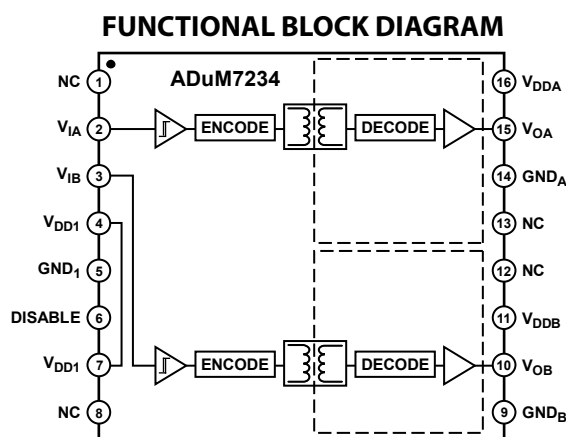 FUNCTIONAL BLOCK DIAGRAM
ADuM7234
NC 1
VIA 2
VIB 3
VDD1 4
GND1 5
DISABLE 6
VDD1 7
NC 8
ENCODE
DECODE
ENCODE
DECODE
16 VDDA
15 VOA
14 GNDA
13 NC
12 NC
11 VDDB
10 VOB
9 GNDB